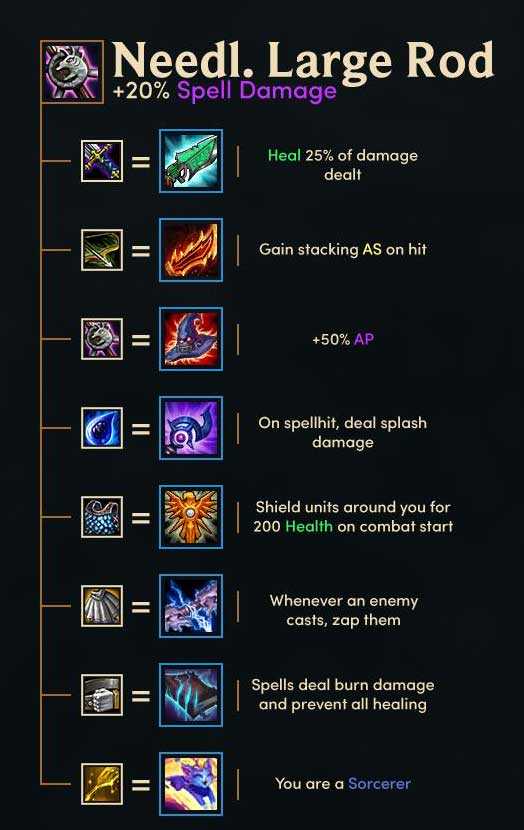 Needl. Large Rod
+20% Spell Damage
=
Heal 25% of damage
dealt
=
Gain stacking AS on hit
=
+50% AP
=
On spellhit, deal splash
damage
=
Shield units around you for
200 Health on combat start
=
Whenever an enemy
casts, zap them
=
Spells deal burn damage
and prevent all healing
=
You are a Sorcerer